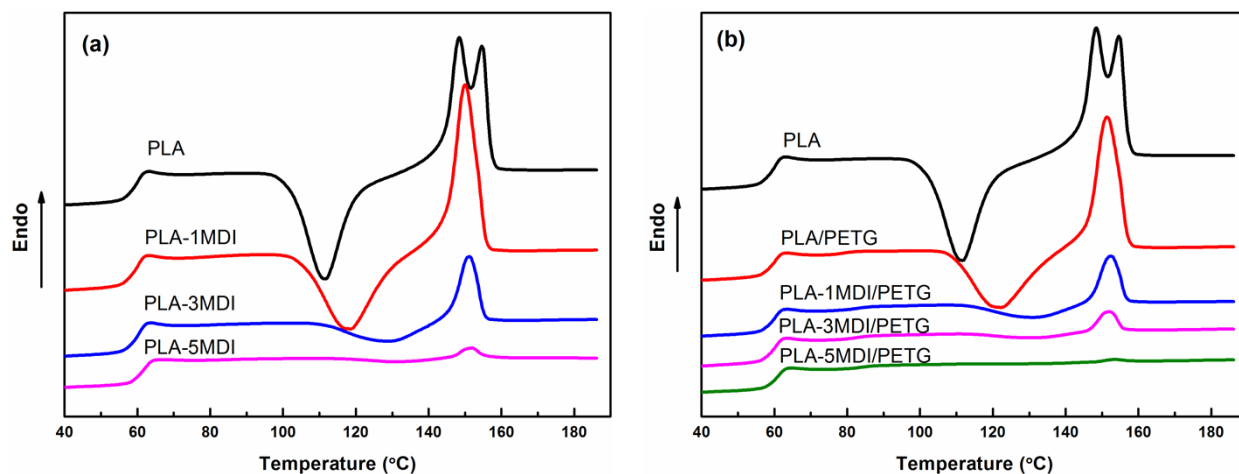 (a)
PLA
PLA-1MDI
PLA-3MDI
PLA-5MDI
Endo
40 60 80 100 120 140 160 180
Temperature (°C)
(b)
PLA
PLA/PETG
PLA-1MDI/PETG
PLA-3MDI/PETG
PLA-5MDI/PETG
Endo
40 60 80 100 120 140 160 180
Temperature (°C)